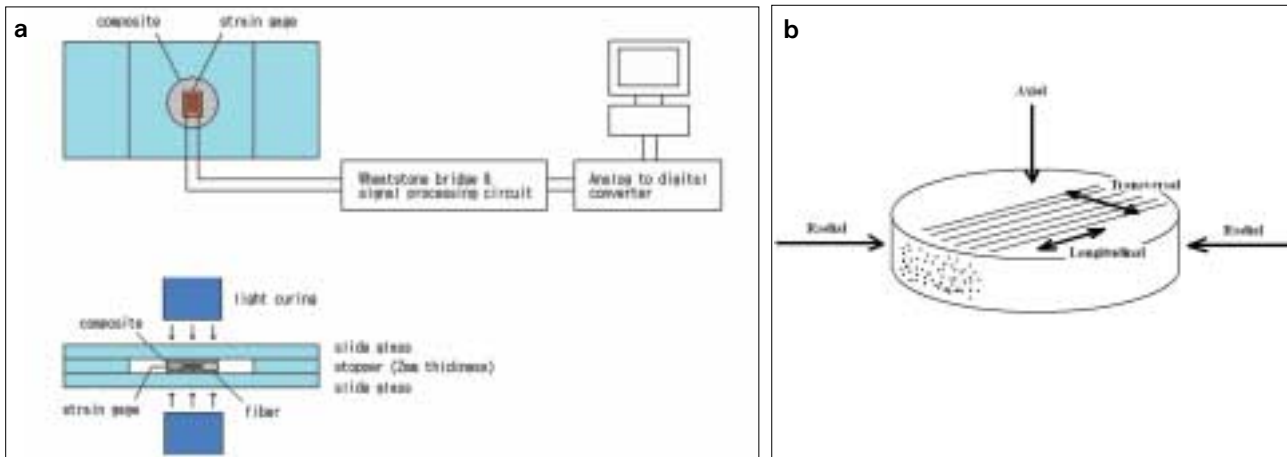 a
composite
strain gage
Wheatstone bridge &
signal processing circuit
Analog to digital
converter
light curing
composite
slide glass
stopper (2mm thickness)
slide glass
strain gage
fiber
b
Axial
Transversal
Radial
Radial
Longitudinal